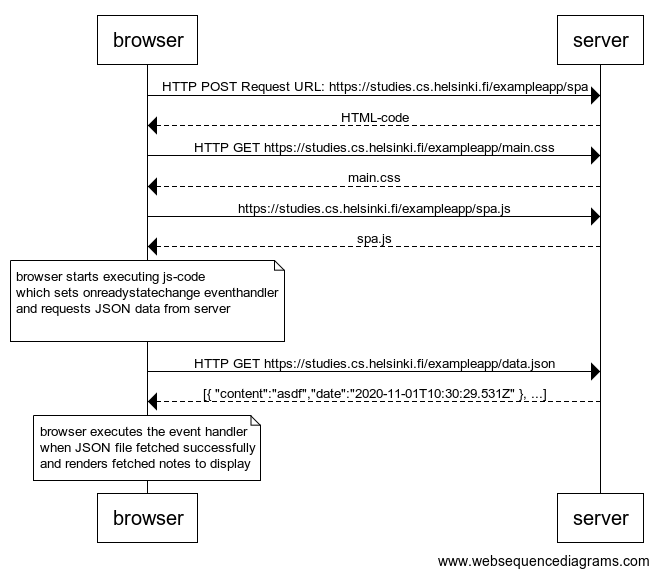 browser
server
HTTP POST Request URL: https://studies.cs.helsinki.fi/exampleapp/spa
HTML-code
HTTP GET https://studies.cs.helsinki.fi/exampleapp/main.css
main.css
https://studies.cs.helsinki.fi/exampleapp/spa.js
spa.js
browser starts executing js-code
which sets onreadystatechange eventhandler
and requests JSON data from server
HTTP GET https://studies.cs.helsinki.fi/exampleapp/data.json
[{ "content":"asdf","date":"2020-11-01T10:30:29.531Z" }, ...]
browser executes the event handler
when JSON file fetched successfully
and renders fetched notes to display
browser
server
www.websequencediagrams.com